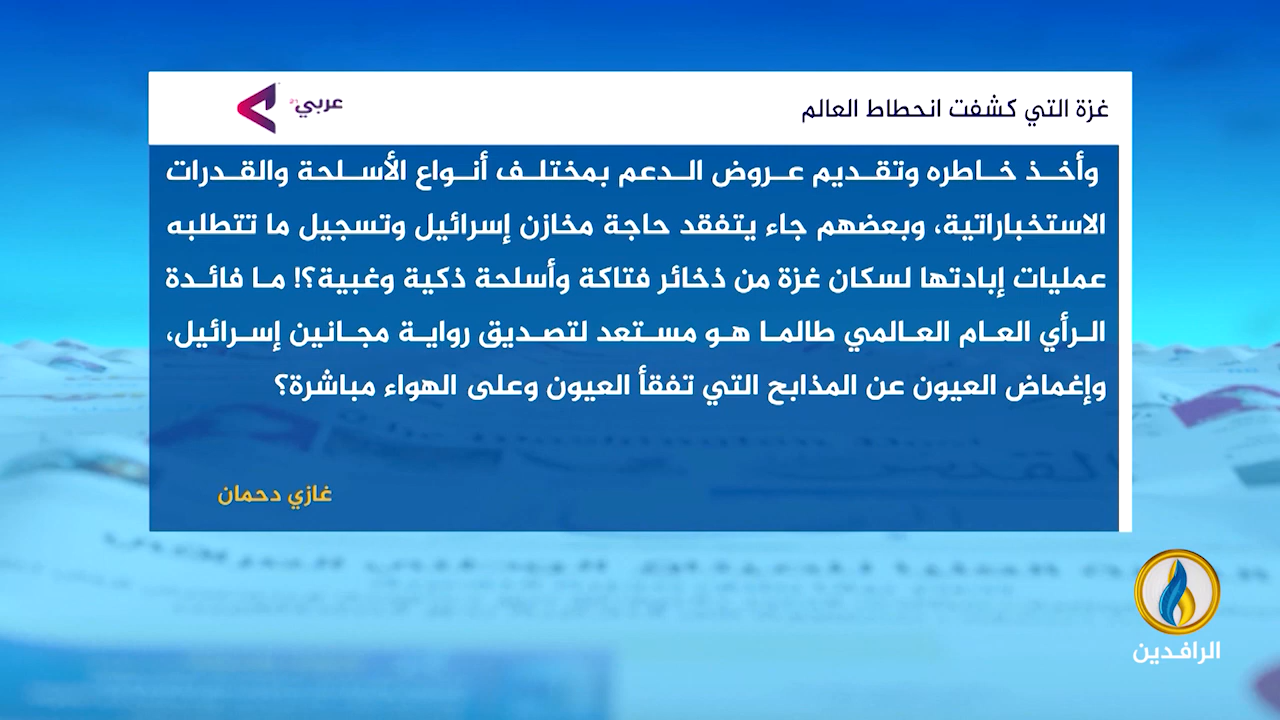 غزة التي كشفت انحطاط العالم
عربي21
وأخذ خاطره وتقديم عروض الدعم بمختلف أنواع الأسلحة والقدرات
الاستخباراتية، وبعضهم جاء يتفقد حاجة مخازن إسرائيل وتسجيل ما تتطلبه
عمليات إبادتها لسكان غزة من ذخائر فتاكة وأسلحة ذكية وغبية؟! ما فائدة
الرأي العام العالمي طالما هو مستعد لتصديق رواية مجانين إسرائيل،
وإغماض العيون عن المذابح التي تفقأ العيون وعلى الهواء مباشرة؟
غازي دحمان
الرافدين